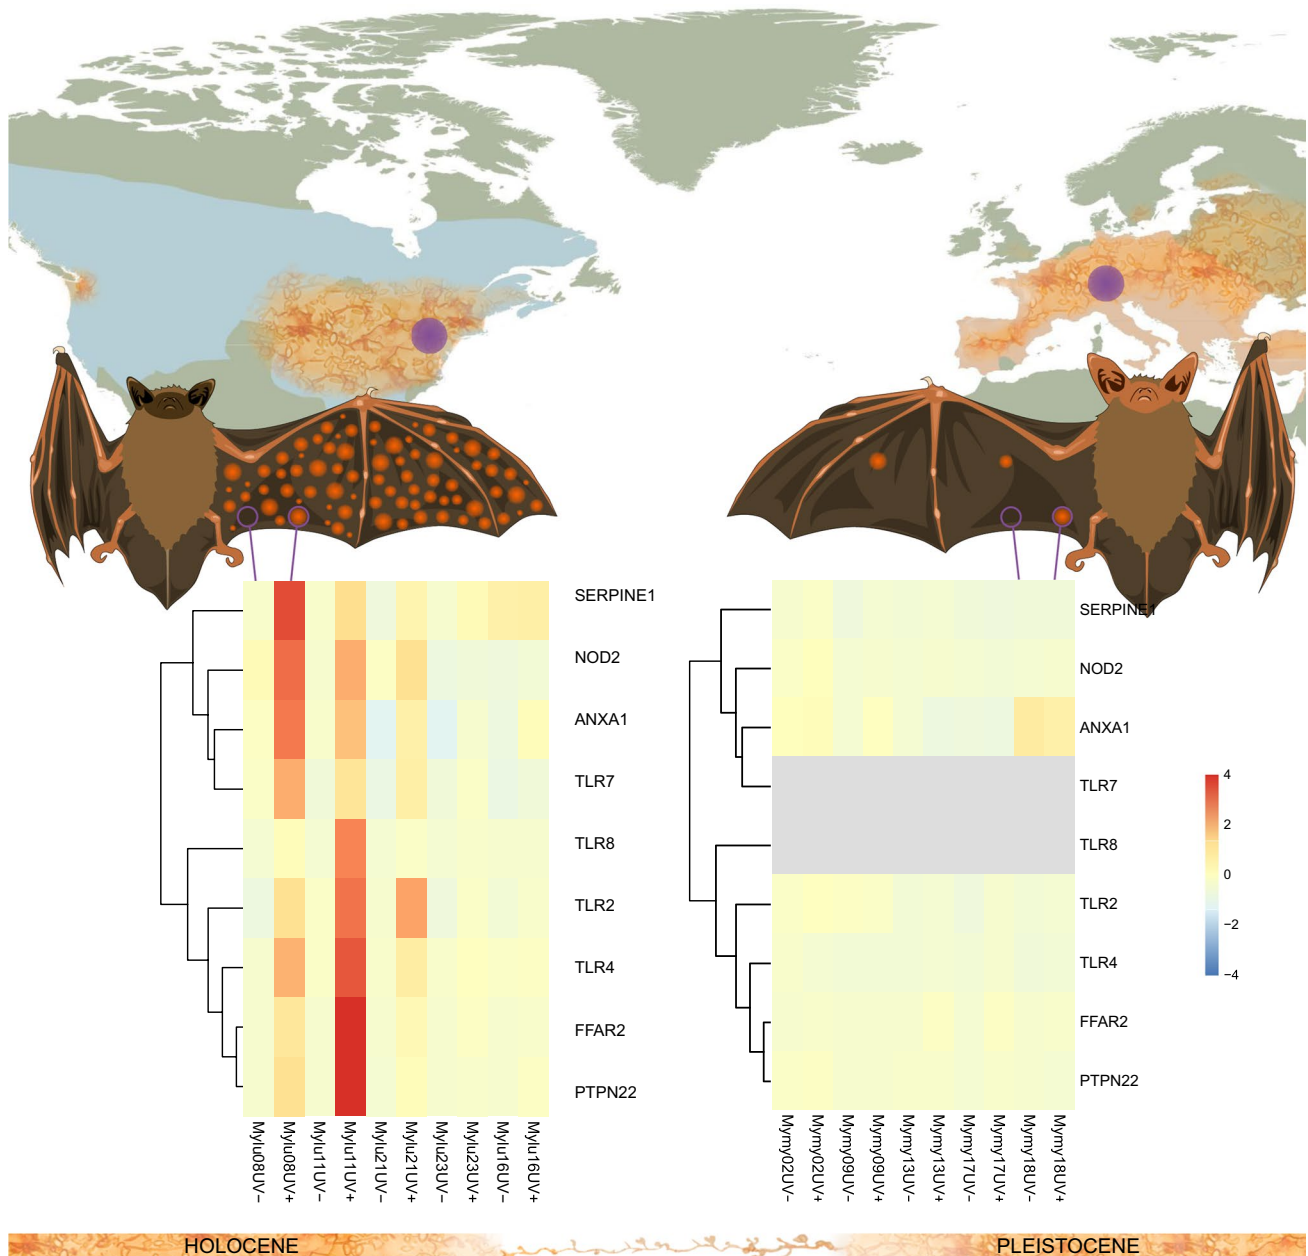 SERPINE1
NOD2
ANXA1
TLR7
TLR8
TLR2
TLR4
FFAR2
PTPN22
Mylu08UV−
Mylu08UV+
Mylu11UV−
Mylu11UV+
Mylu21UV−
Mylu21UV+
Mylu23UV−
Mylu23UV+
Mylu16UV−
Mylu16UV+
SERPINE1
NOD2
ANXA1
TLR7
TLR8
TLR2
TLR4
FFAR2
PTPN22
Mymy02UV−
Mymy02UV+
Mymy09UV−
Mymy09UV+
Mymy13UV−
Mymy13UV+
Mymy17UV−
Mymy17UV+
Mymy18UV−
Mymy18UV+
4
2
0
−2
−4
HOLOCENE
PLEISTOCENE